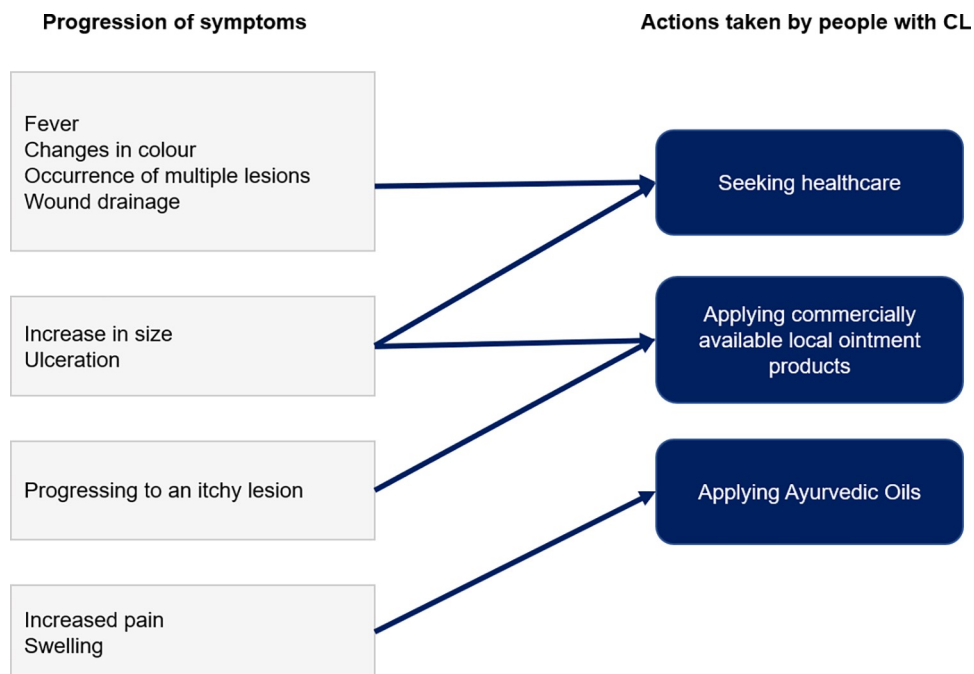 Progression of symptoms
Actions taken by people with CL
Fever
Changes in colour
Occurrence of multiple lesions
Wound drainage
Seeking healthcare
Increase in size
Ulceration
Applying commercially
available local ointment
products
Progressing to an itchy lesion
Applying Ayurvedic Oils
Increased pain
Swelling